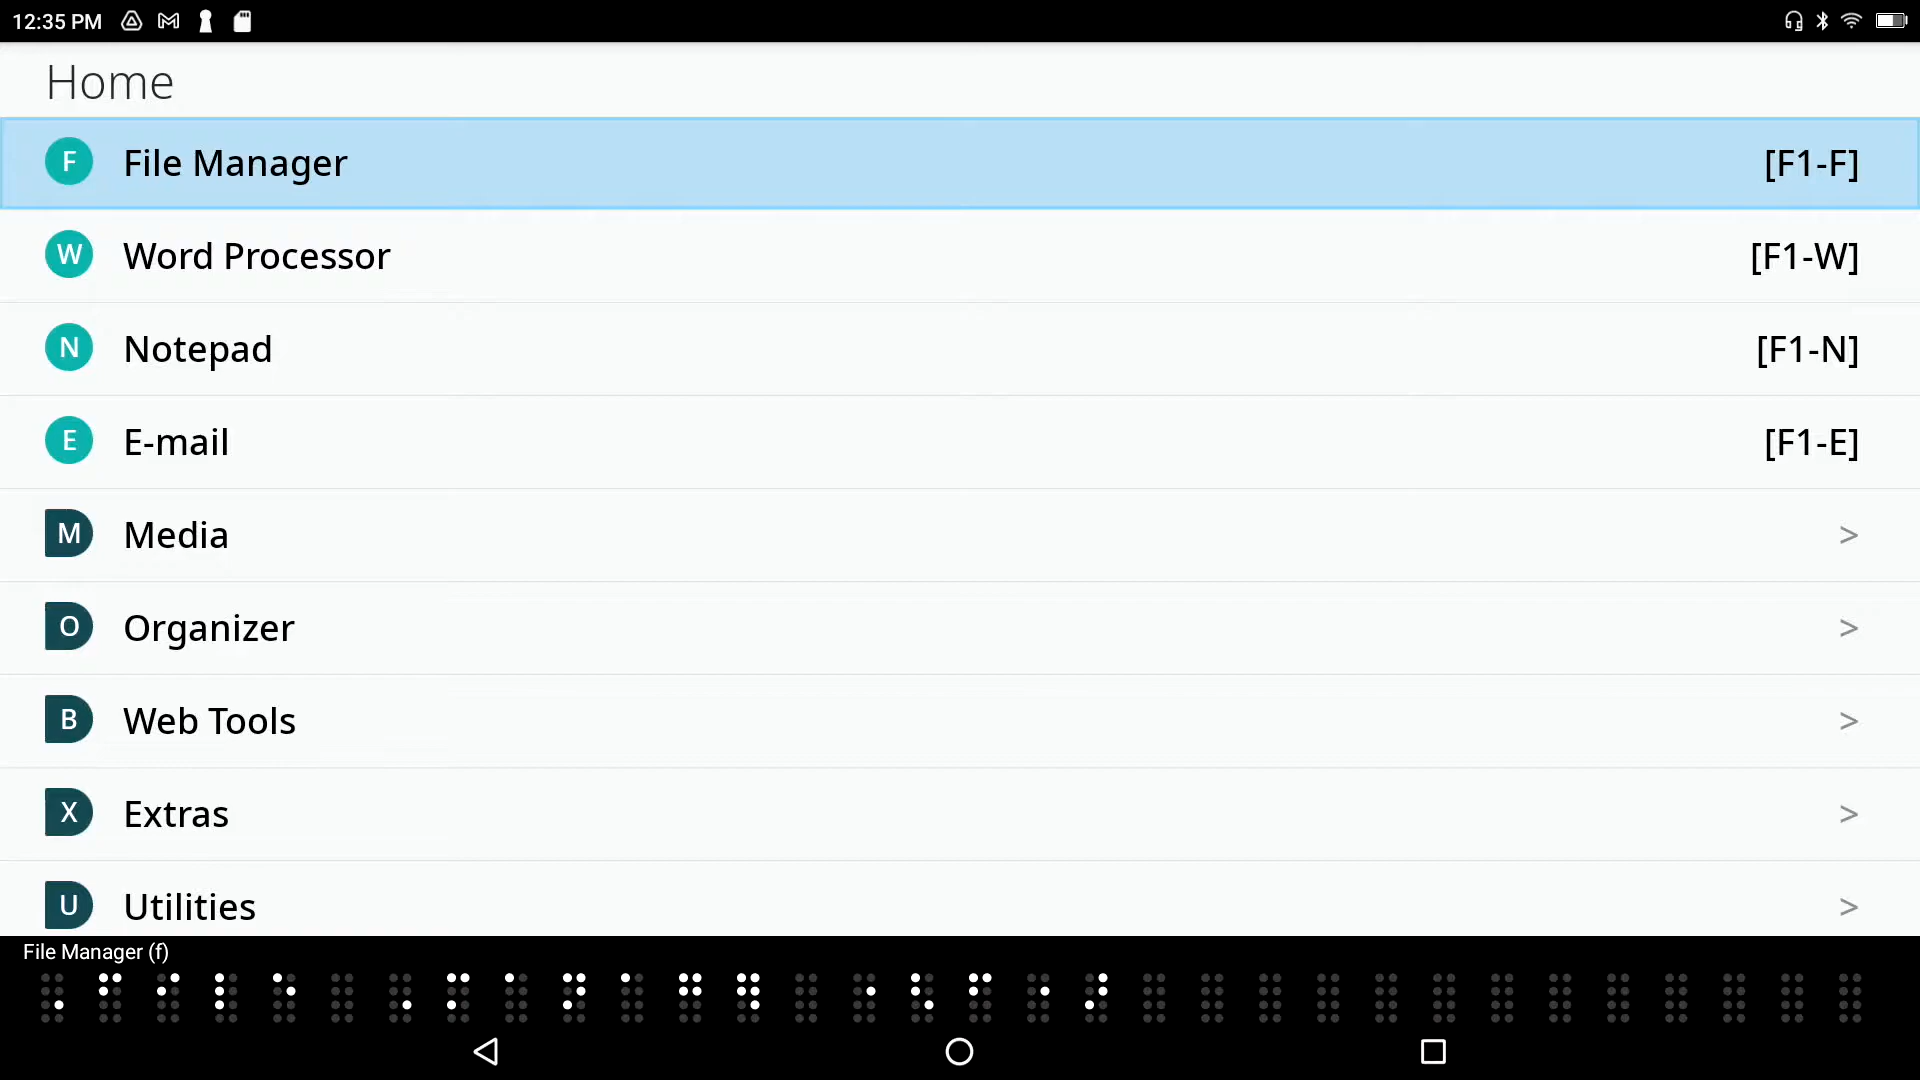 12:35 PM
Home
F File Manager [F1-F]
W Word Processor [F1-W]
N Notepad [F1-N]
E E-mail [F1-E]
M Media >
O Organizer >
B Web Tools >
X Extras >
U Utilities >
File Manager (f)
⠠⠋⠊⠇⠑⠀⠠⠍⠁⠝⠁⠛⠻⠀⠐⠣⠋⠐⠜